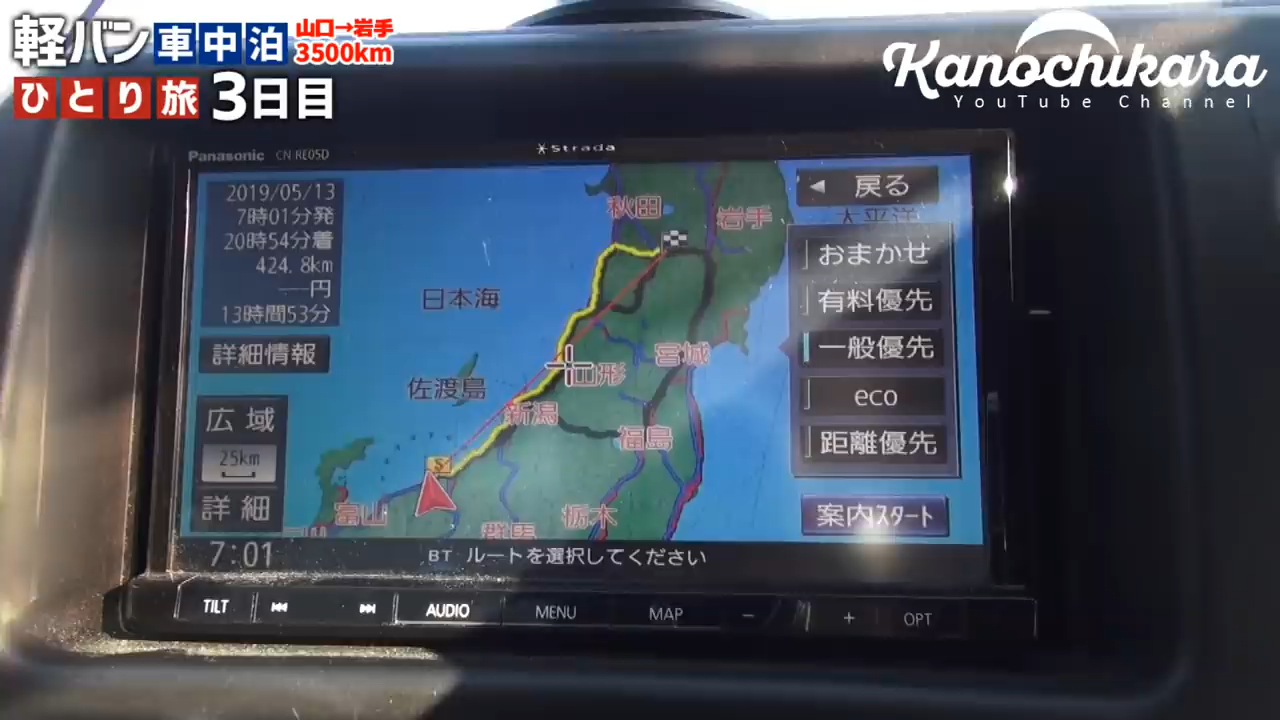 軽バン車中泊
山口→岩手
3500km
ひとり旅 3日目
Kanochikara
YouTube Channel
Panasonic CN-RE05D
Strada
2019/05/13
7時01分発
20時54分着
424.8km
----円
13時間53分
詳細情報
広域
25km
詳細
7:01
秋田
岩手
太平洋
日本海
佐渡島
山形
宮城
新潟
福島
S
富山
群馬
栃木
戻る
おまかせ
有料優先
一般優先
eco
距離優先
案内スタート
BT ルートを選択してください
TILT
AUDIO
MENU
MAP
− +
OPT